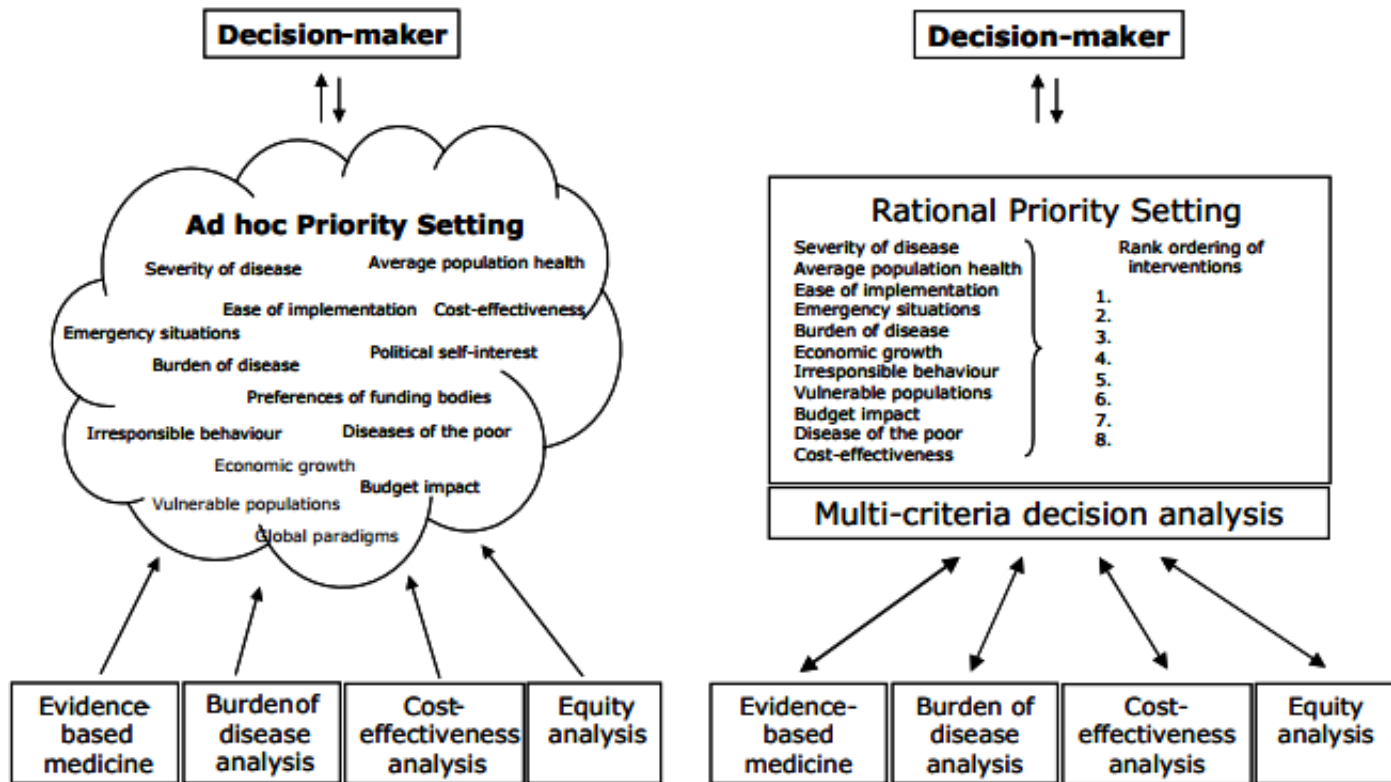 Decision-maker
Ad hoc Priority Setting
Severity of disease
Average population health
Ease of implementation
Cost-effectiveness
Emergency situations
Political self-interest
Burden of disease
Preferences of funding bodies
Irresponsible behaviour
Diseases of the poor
Economic growth
Budget impact
Vulnerable populations
Global paradigms
Evidence-
based
medicine
Burden of
disease
analysis
Cost-
effectiveness
analysis
Equity
analysis
Decision-maker
Rational Priority Setting
Severity of disease
Average population health
Ease of implementation
Emergency situations
Burden of disease
Economic growth
Irresponsible behaviour
Vulnerable populations
Budget impact
Disease of the poor
Cost-effectiveness
Rank ordering of
interventions
1.
2.
3.
4.
5.
6.
7.
8.
Multi-criteria decision analysis
Evidence-
based
medicine
Burden of
disease
analysis
Cost-
effectiveness
analysis
Equity
analysis